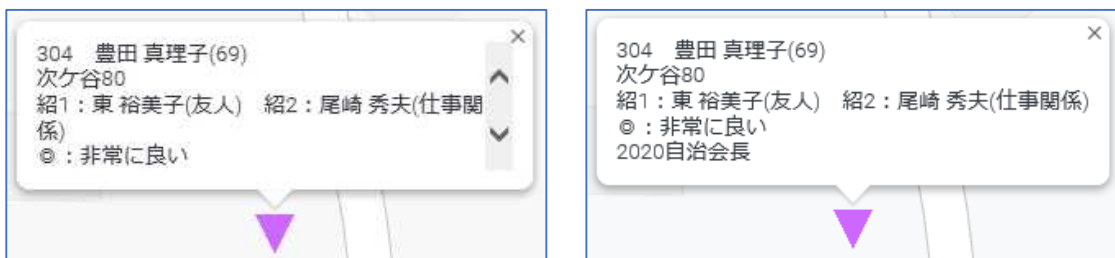 304　豊田 真理子(69)
次ケ谷80
紹1：東 裕美子(友人)　紹2：尾崎 秀夫(仕事関
係)
◎：非常に良い
304　豊田 真理子(69)
次ケ谷80
紹1：東 裕美子(友人)　紹2：尾崎 秀夫(仕事関係)
◎：非常に良い
2020自治会長